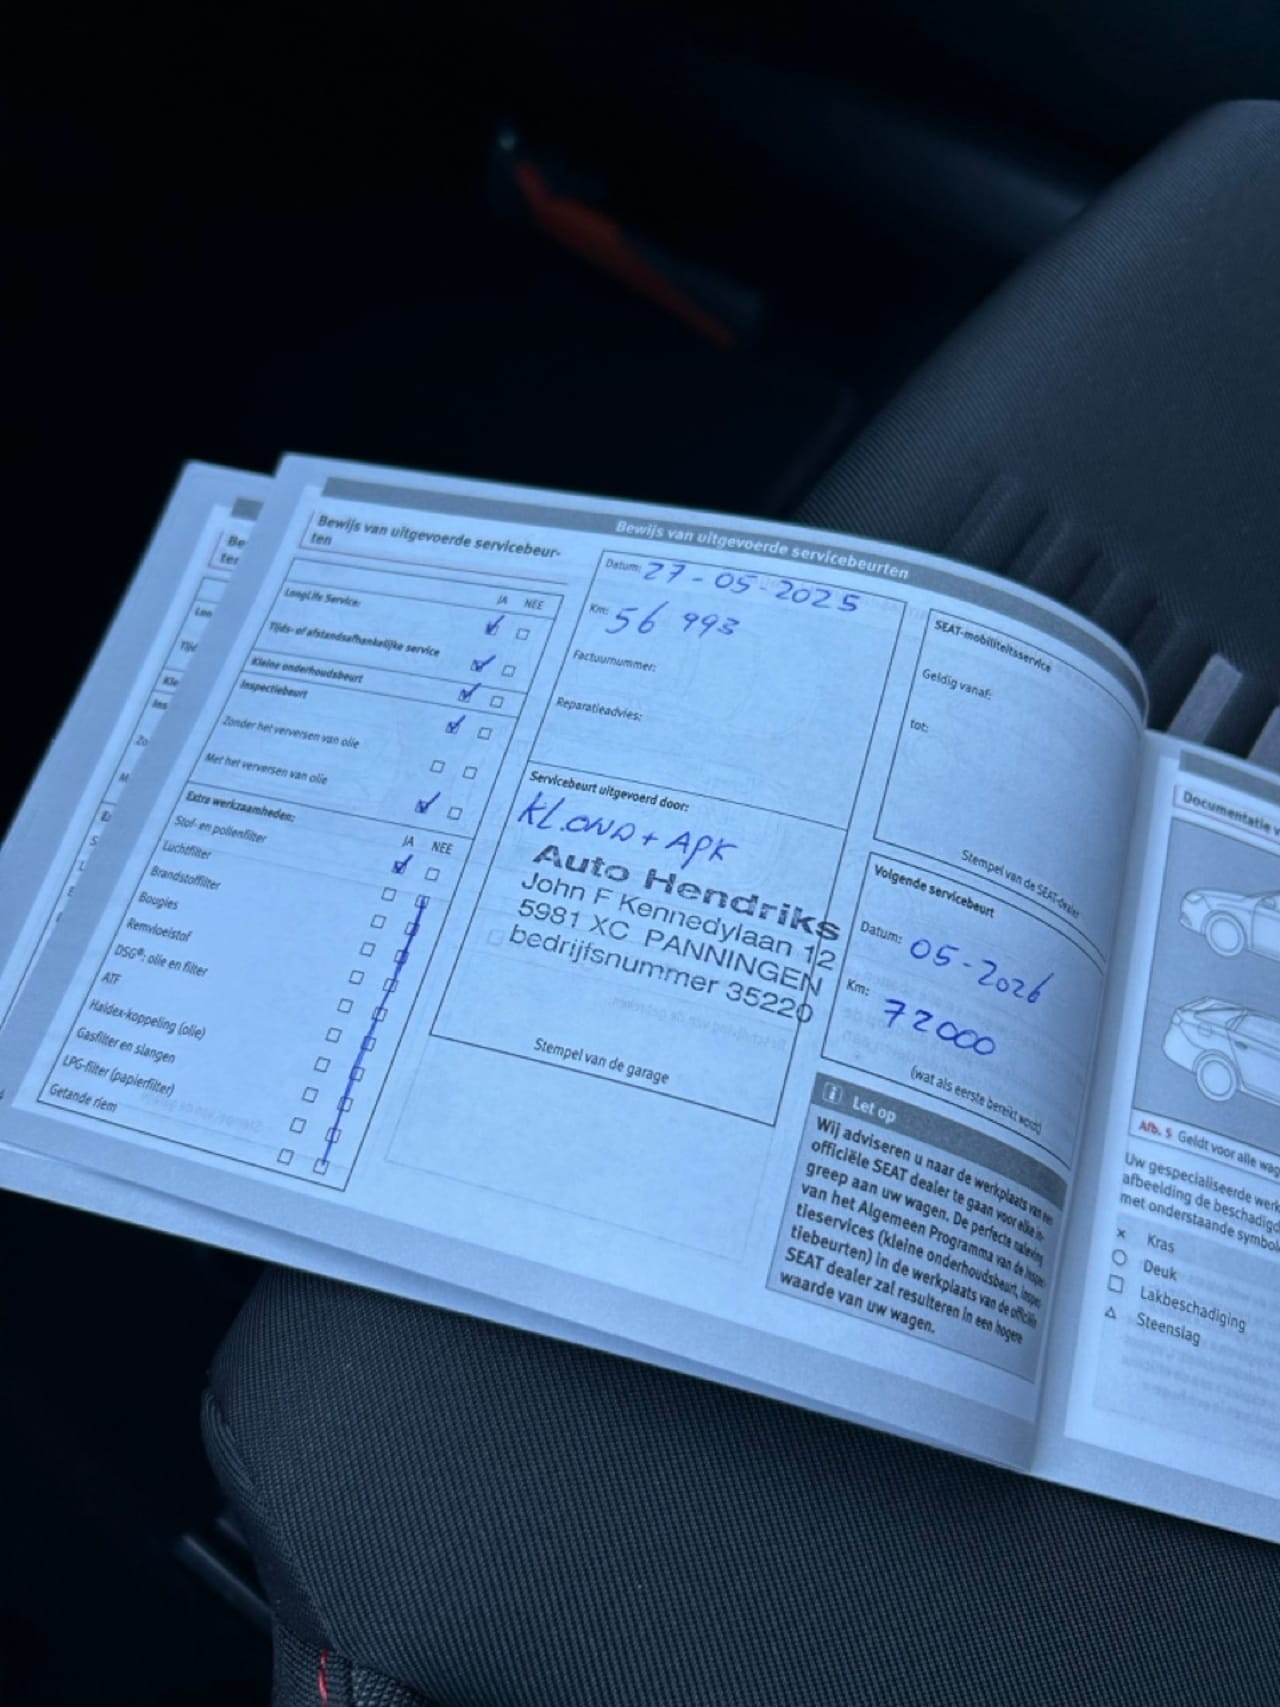 Bewijs van uitgevoerde servicebeurten
Bewijs van uitgevoerde servicebeur-
ten
JA NEE
LongLife Service:
Tijds- of afstandsafhankelijke service
Kleine onderhoudsbeurt
Inspectiebeurt
Zonder het verversen van olie
Met het verversen van olie
Extra werkzaamheden:
JA NEE
Stof- en pollenfilter
Luchtfilter
Brandstoffilter
Bougies
Remvloeistof
DSG®: olie en filter
ATF
Haldex-koppeling (olie)
Gasfilter en slangen
LPG-filter (papierfilter)
Getande riem
Datum: 27-05-2025
Km: 56 993
Factuurnummer:
Reparatieadvies:
Servicebeurt uitgevoerd door:
KL.OND + APK
Auto Hendriks
John F Kennedylaan 12
5981 XC PANNINGEN
bedrijfsnummer 35220
Stempel van de garage
SEAT-mobiliteitsservice
Geldig vanaf:
tot:
Stempel van de SEAT-dealer
Volgende servicebeurt
Datum: 05-2026
Km: 72000
(wat als eerste bereikt wordt)
i Let op
Wij adviseren u naar de werkplaats van een
officiële SEAT dealer te gaan voor elke in-
greep aan uw wagen. De perfecte naleving
van het Algemeen Programma van de Inspec-
tieservices (kleine onderhoudsbeurt, inspec-
tiebeurten) in de werkplaats van de officiële
SEAT dealer zal resulteren in een hogere
waarde van uw wagen.
Documentatie
Afb. 5 Geldt voor alle
Uw gespecialiseerde
afbeelding de
met onderstaande
Kras
Deuk
Lakbeschadiging
Steenslag